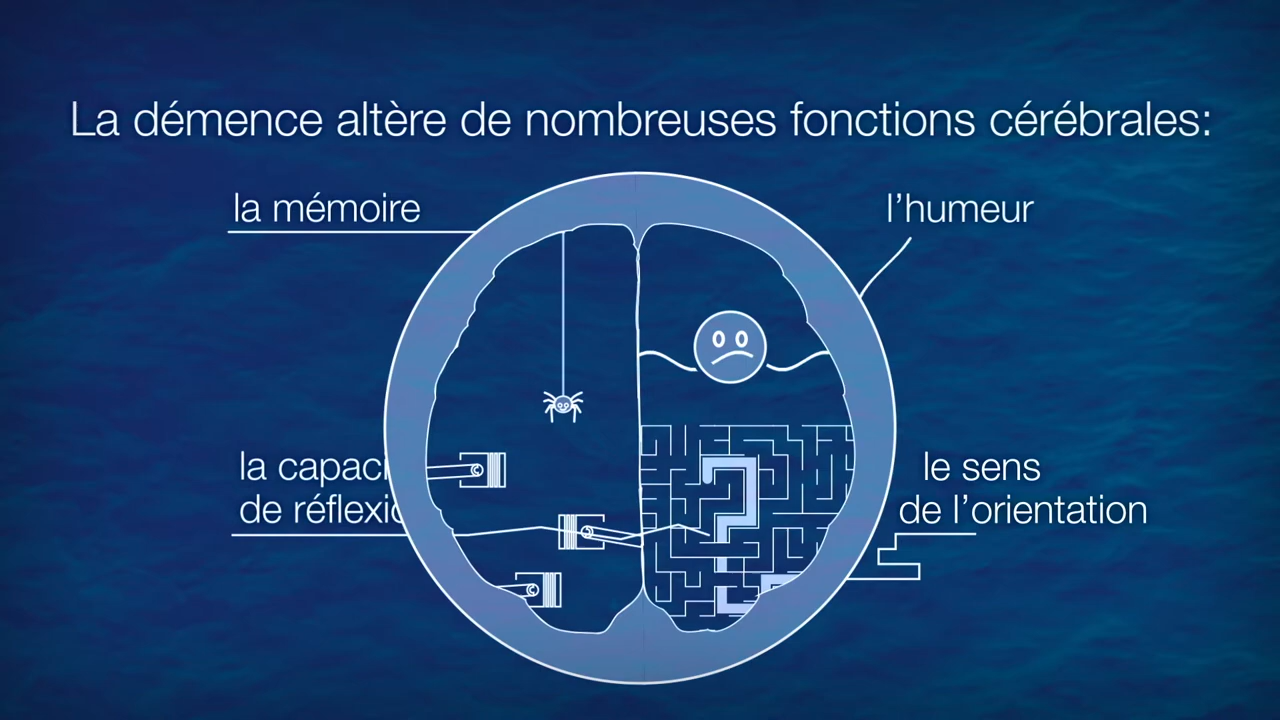 La démence altère de nombreuses fonctions cérébrales:
la mémoire
l’humeur
la capaci
de réflexio
le sens
de l’orientation